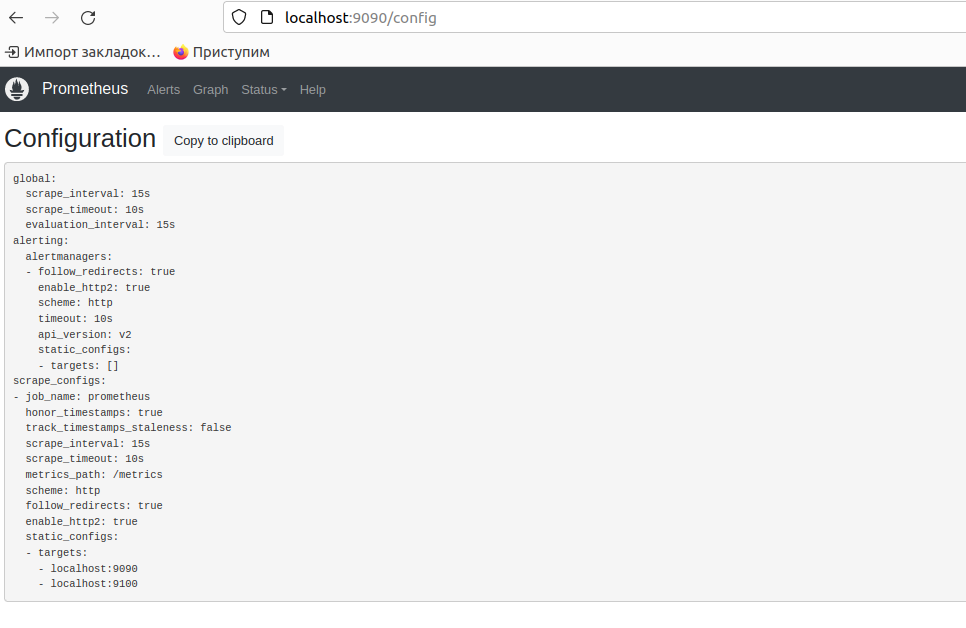 localhost:9090/config
Импорт закладок... Приступим
Prometheus Alerts Graph Status Help
Configuration Copy to clipboard
global:
  scrape_interval: 15s
  scrape_timeout: 10s
  evaluation_interval: 15s
alerting:
  alertmanagers:
  - follow_redirects: true
    enable_http2: true
    scheme: http
    timeout: 10s
    api_version: v2
    static_configs:
    - targets: []
scrape_configs:
- job_name: prometheus
  honor_timestamps: true
  track_timestamps_staleness: false
  scrape_interval: 15s
  scrape_timeout: 10s
  metrics_path: /metrics
  scheme: http
  follow_redirects: true
  enable_http2: true
  static_configs:
  - targets:
    - localhost:9090
    - localhost:9100